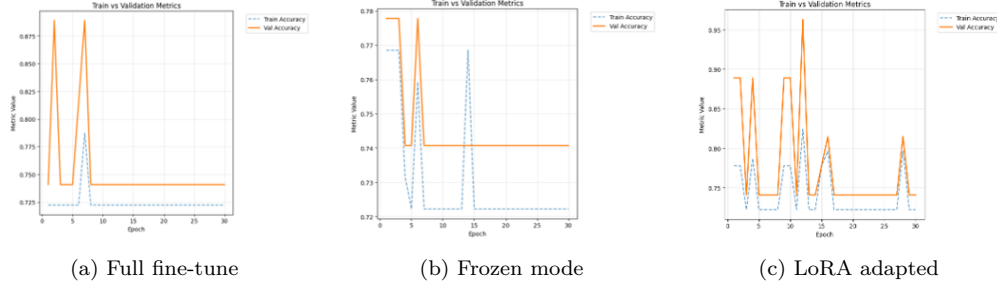 Train vs Validation Metrics
Train Accuracy
Val Accuracy
Metric Value
0.875
0.850
0.825
0.800
0.775
0.750
0.725
0
5
10
15
20
25
30
Epoch
(a) Full fine-tune
Train vs Validation Metrics
Train Accuracy
Val Accuracy
Metric Value
0.78
0.77
0.76
0.75
0.74
0.73
0.72
0
5
10
15
20
25
30
Epoch
(b) Frozen mode
Train vs Validation Metrics
Train Accuracy
Val Accuracy
Metric Value
0.95
0.90
0.85
0.80
0.75
0
5
10
15
20
25
30
Epoch
(c) LoRA adapted